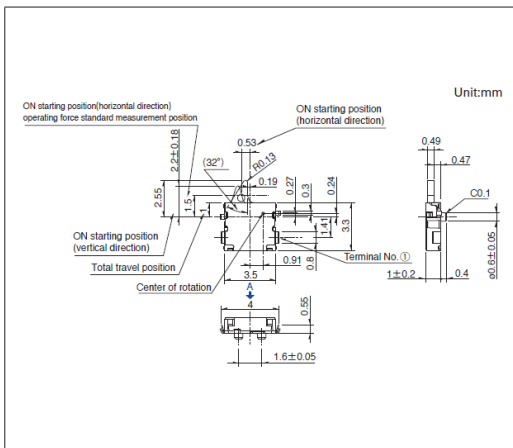 Unit:mm
ON starting position(horizontal direction)
operating force standard measurement position
ON starting position
(horizontal direction)
0.53
2.2±0.18
(32°)
R0.13
0.19
2.55
1.5
1
0.27
0.3
0.24
1.41
3.3
0.8
0.49
0.47
C0.1
ø0.6±0.05
1±0.2
0.4
ON starting position
(vertical direction)
Total travel position
Center of rotation
0.91
3.5
Terminal No.①
A
4
0.55
1.6±0.05